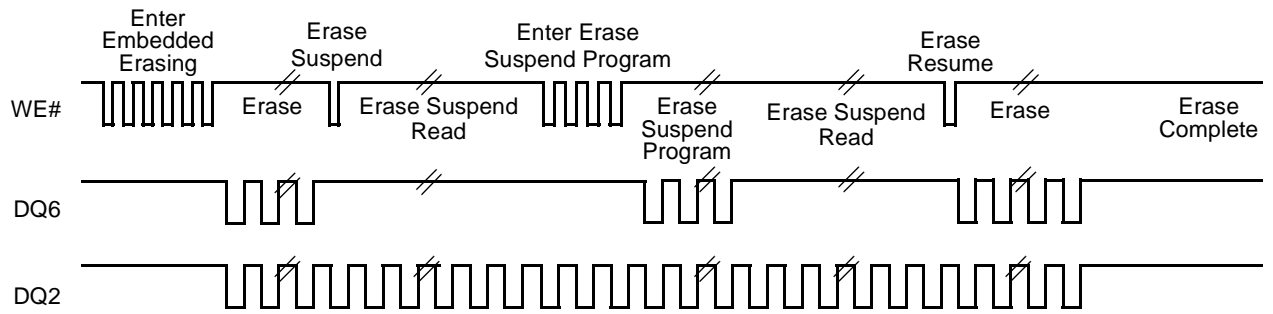 Enter
Embedded
Erasing
Erase
Suspend
Enter Erase
Suspend Program
Erase
Resume
WE#
Erase
Erase Suspend
Read
Erase
Suspend
Program
Erase Suspend
Read
Erase
Erase
Complete
DQ6
DQ2